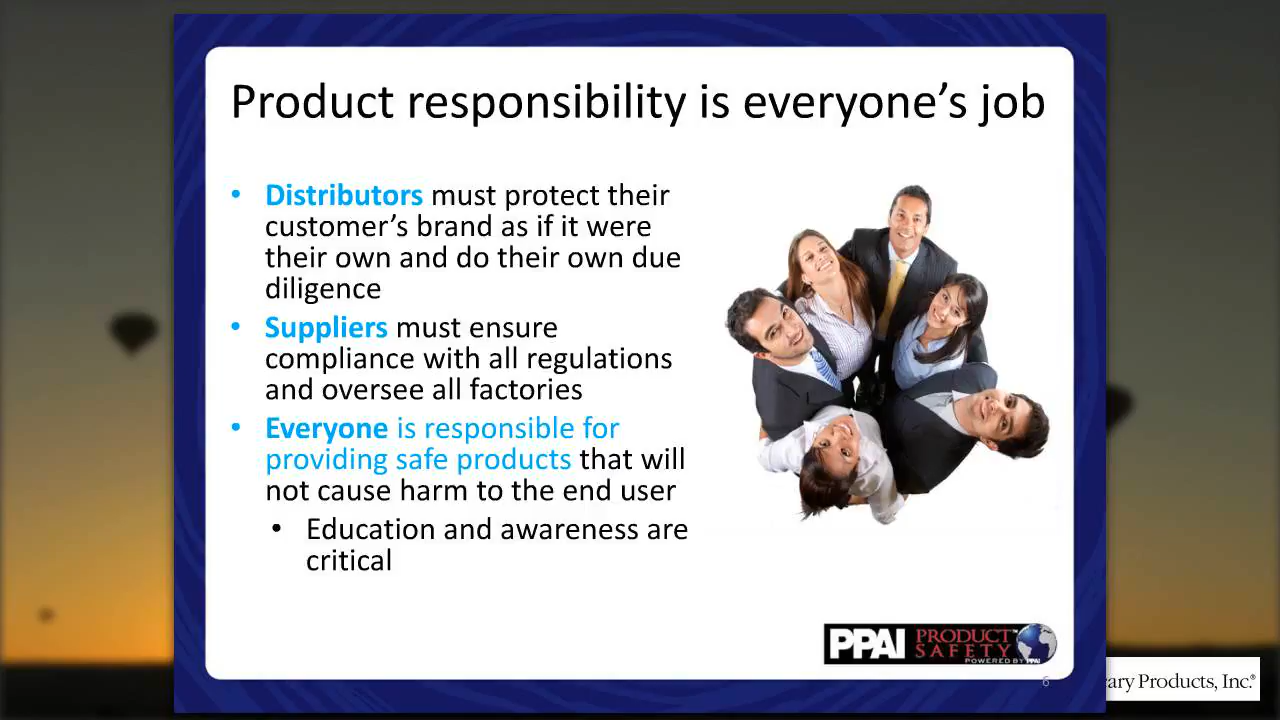 Product responsibility is everyone's job
• Distributors must protect their
customer's brand as if it were
their own and do their own due
diligence
• Suppliers must ensure
compliance with all regulations
and oversee all factories
• Everyone is responsible for
providing safe products that will
not cause harm to the end user
• Education and awareness are
critical
PPAI PRODUCT™
SAFETY
POWERED BY PPAI
6
Products, Inc.®